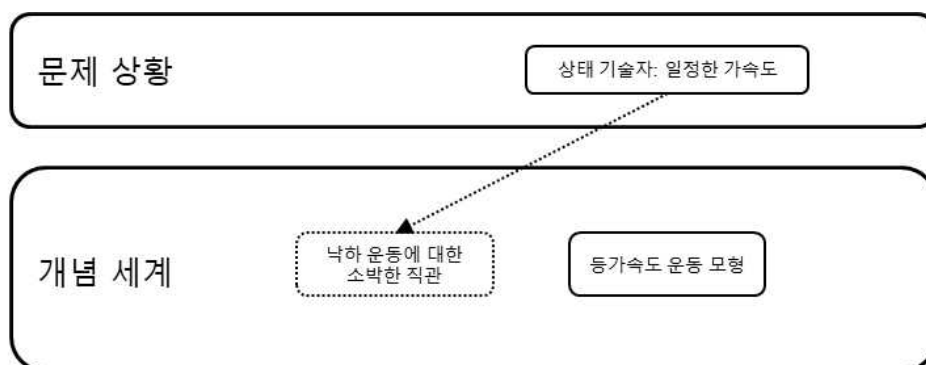 문제 상황
상태 기술자: 일정한 가속도
낙하 운동에 대한
소박한 직관
등가속도 운동 모형
개념 세계